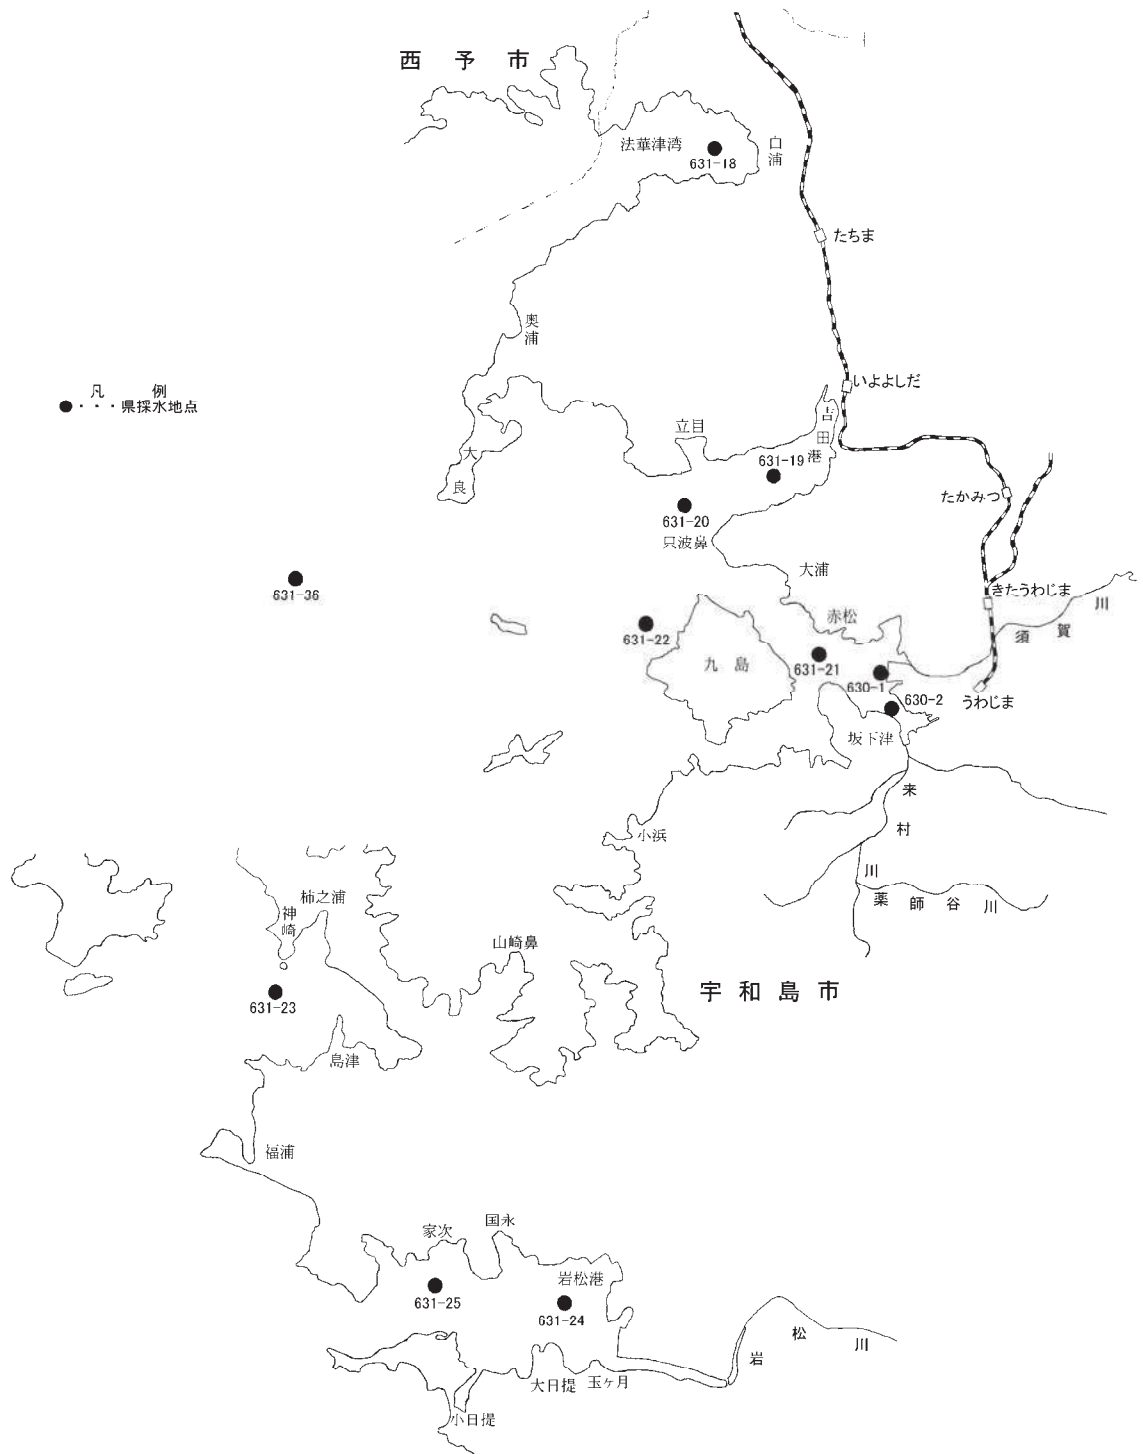 西予市
法華津湾
631-18
白浦
たちま
奥浦
いよよしだ
凡例
●・・・県採水地点
吉田港
立目
大良
631-19
たかみつ
631-20
只波鼻
大浦
631-36
きたうわじま
赤松
須賀川
631-22
九島
631-21
630-1
630-2
うわじま
坂下津
来村川
小浜
薬師谷川
柿之浦
神崎
山崎鼻
631-23
宇和島市
島津
福浦
国永
家次
岩松港
631-25
631-24
岩松川
大日提
玉ヶ月
小日提